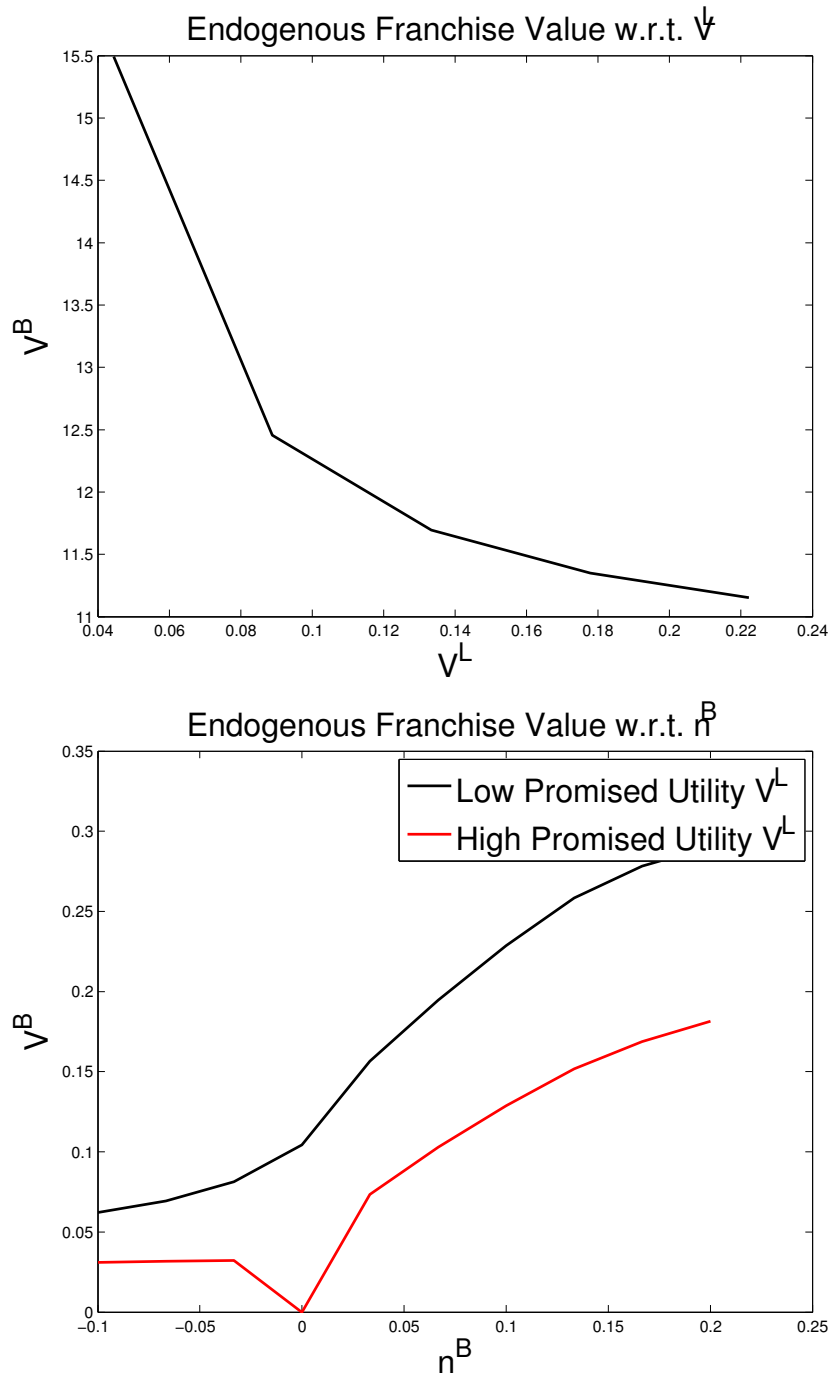 Endogenous Franchise Value w.r.t. V^L
15.5
15
14.5
14
13.5
13
12.5
12
11.5
11
V^B
0.04 0.06 0.08 0.1 0.12 0.14 0.16 0.18 0.2 0.22 0.24
V^L
Endogenous Franchise Value w.r.t. n^B
0.35
Low Promised Utility V^L
High Promised Utility V^L
0.3
0.25
0.2
0.15
0.1
0.05
0
V^B
−0.1 −0.05 0 0.05 0.1 0.15 0.2 0.25
n^B